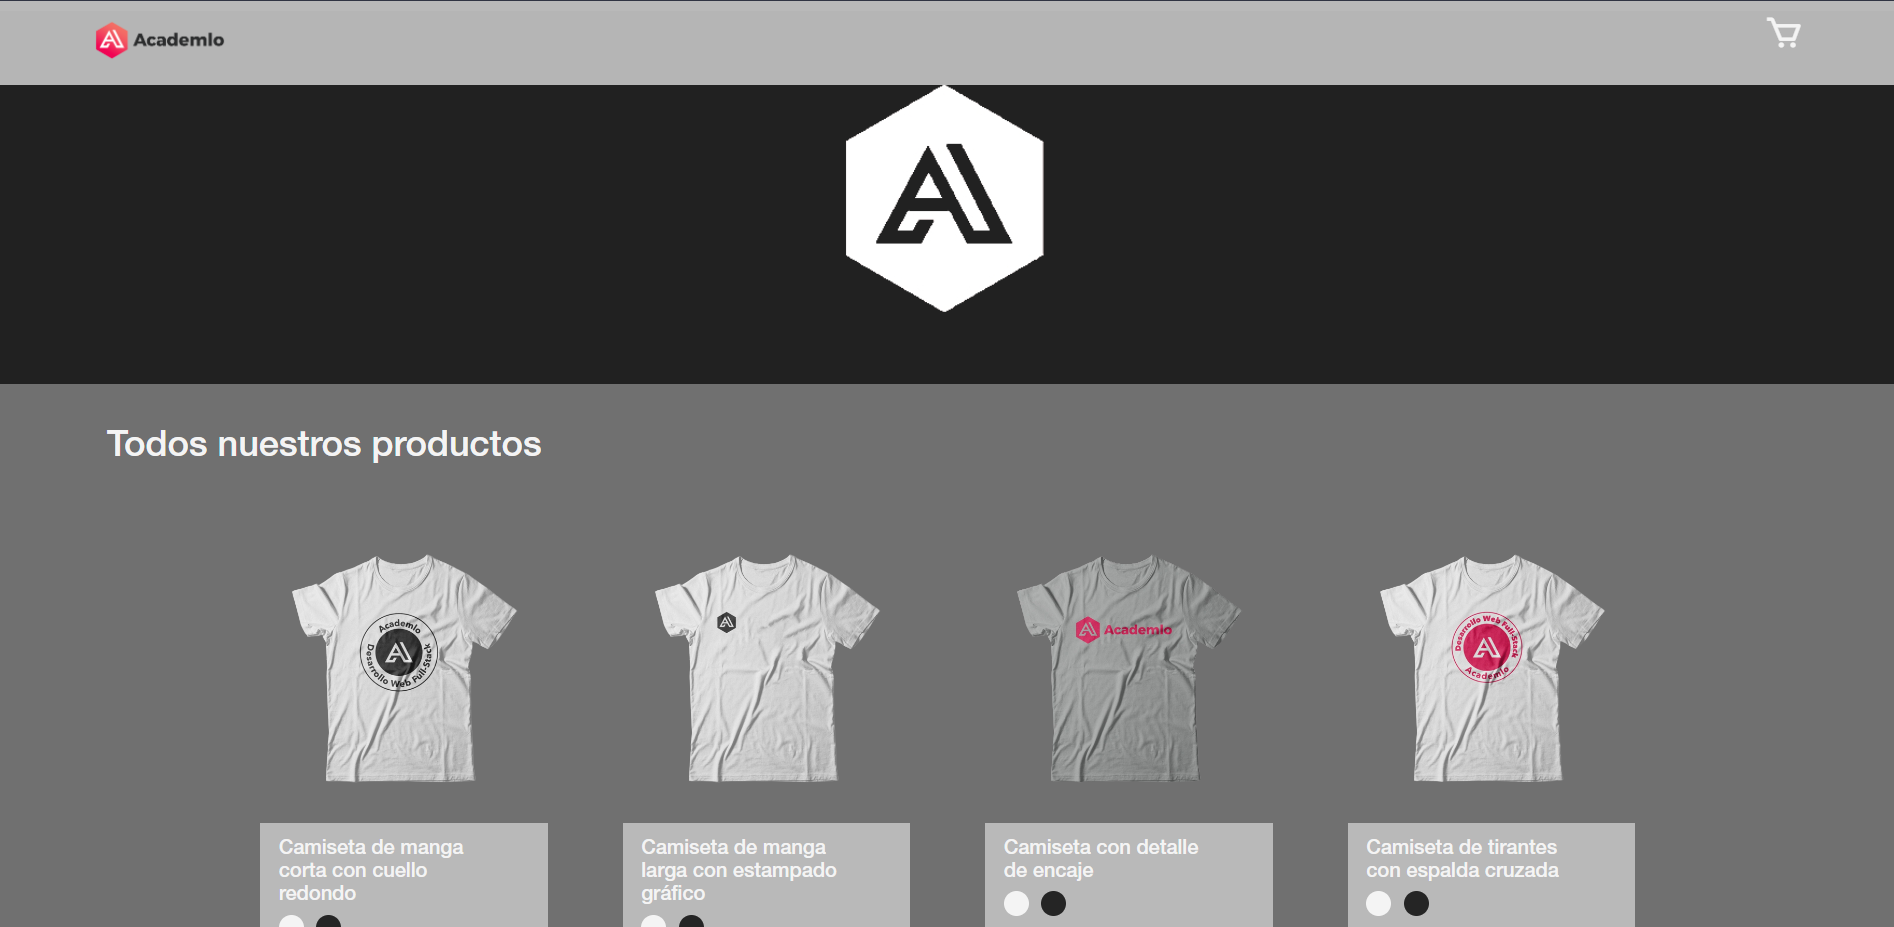 Academlo
Todos nuestros productos
Academlo
Desarrollo Web Full-Stack
Academlo
Desarrollo Web Full-Stack
Academlo
Camiseta de manga
corta con cuello
redondo
Camiseta de manga
larga con estampado
gráfico
Camiseta con detalle
de encaje
Camiseta de tirantes
con espalda cruzada